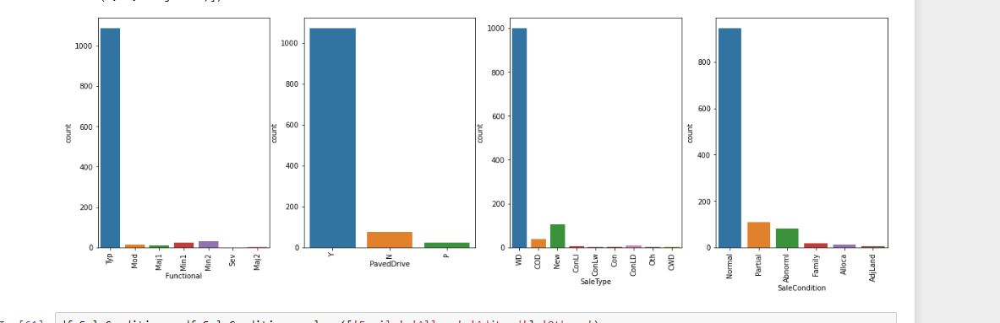 1000
800
600
400
200
0
count
Typ
Mod
Maj1
Min1
Min2
Sev
Maj2
Functional
1000
800
600
400
200
0
count
Y
N
P
PavedDrive
1000
800
600
400
200
0
count
WD
COD
New
ConLI
ConLw
Con
ConLD
Oth
CWD
SaleType
800
600
400
200
0
count
Normal
Partial
Abnorml
Family
Alloca
AdjLand
SaleCondition